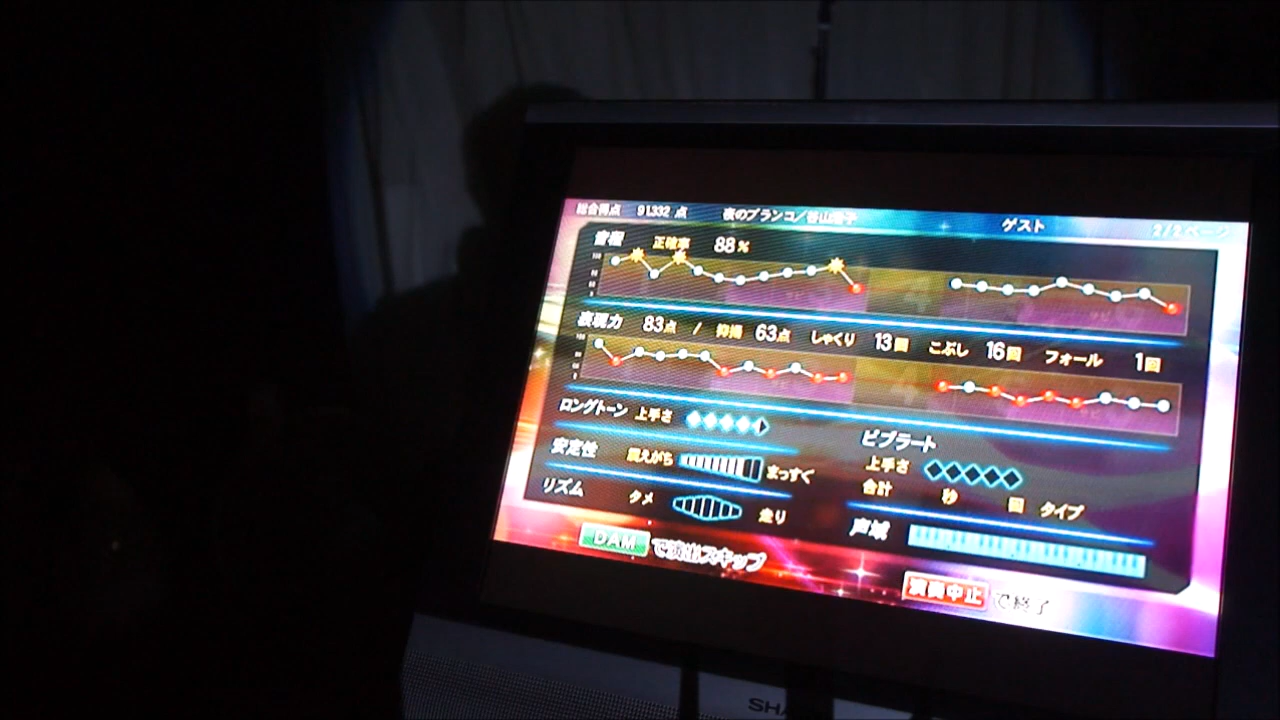 総合得点 91.332 点 夜のブランコ／谷山浩子 ゲスト 2/2ページ
音程 正確率 88%
表現力 83点 / 抑揚 63点 しゃくり 13回 こぶし 16回 フォール 1回
ロングトーン 上手さ
ビブラート
安定性 震えがち まっすぐ
上手さ
合計 秒 回 タイプ
リズム タメ 走り
声域
DAM で演出スキップ
演奏中止 で終了
SHA